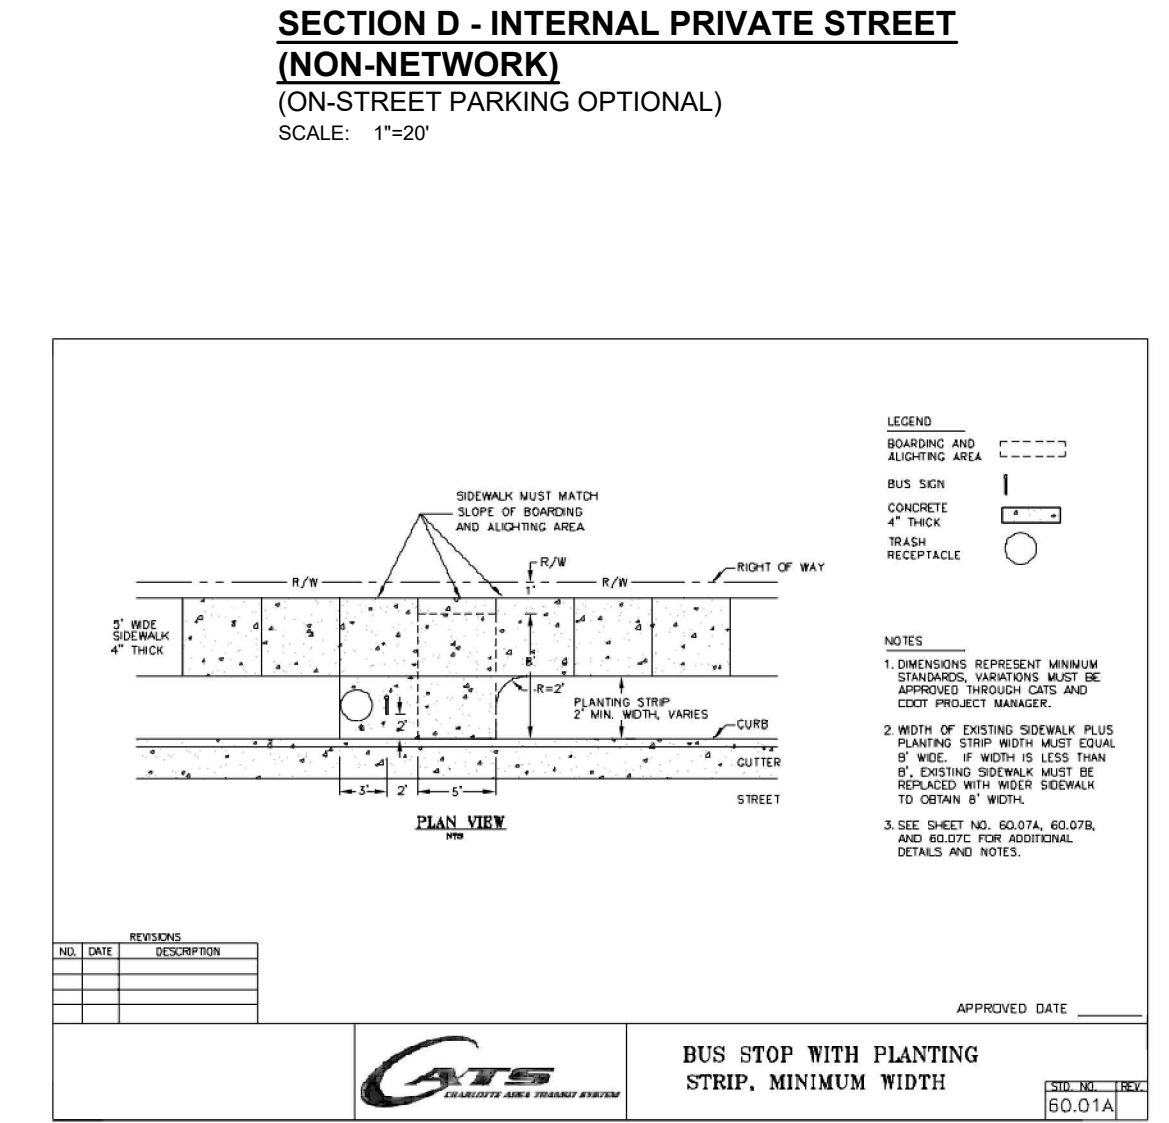 SECTION D - INTERNAL PRIVATE STREET
(NON-NETWORK)
(ON-STREET PARKING OPTIONAL)
SCALE: 1"=20'
LEGEND
BOARDING AND
ALIGHTING AREA
BUS SIGN
CONCRETE
4" THICK
TRASH
RECEPTACLE
SIDEWALK MUST MATCH
SLOPE OF BOARDING
AND ALIGHTING AREA
R/W
R/W
R/W
1'
RIGHT OF WAY
5' WIDE
SIDEWALK
4" THICK
8'
R=2'
PLANTING STRIP
2' MIN. WIDTH, VARIES
2'
CURB
GUTTER
3'
2'
5'
STREET
PLAN VIEW
NTS
NOTES
1. DIMENSIONS REPRESENT MINIMUM
STANDARDS, VARIATIONS MUST BE
APPROVED THROUGH CATS AND
CDOT PROJECT MANAGER.
2. WIDTH OF EXISTING SIDEWALK PLUS
PLANTING STRIP WIDTH MUST EQUAL
8' WIDE. IF WIDTH IS LESS THAN
8', EXISTING SIDEWALK MUST BE
REPLACED WITH WIDER SIDEWALK
TO OBTAIN 8' WIDTH.
3. SEE SHEET NO. 60.07A, 60.07B,
AND 60.07C FOR ADDITIONAL
DETAILS AND NOTES.
REVISIONS
NO. DATE DESCRIPTION
APPROVED DATE
CATS
CHARLOTTE AREA TRANSIT SYSTEM
BUS STOP WITH PLANTING
STRIP, MINIMUM WIDTH
STD. NO. REV.
60.01A